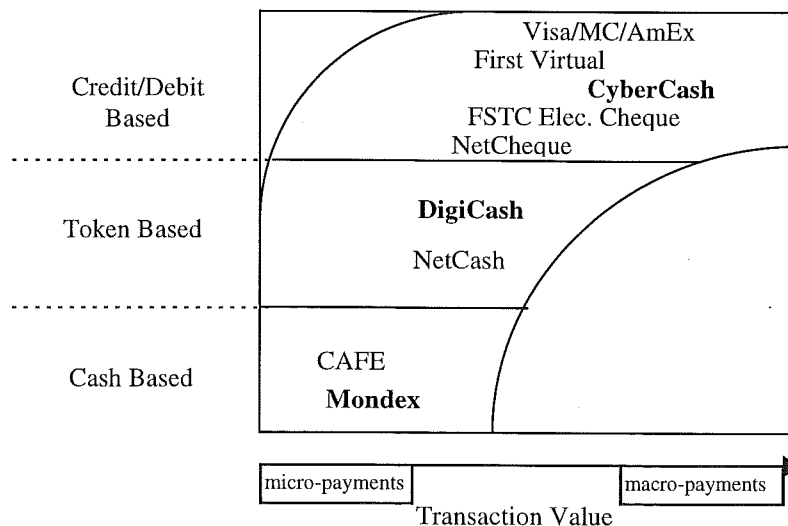 Visa/MC/AmEx
First Virtual
Credit/Debit
Based
CyberCash
FSTC Elec. Cheque
NetCheque
Token Based
DigiCash
NetCash
Cash Based
CAFE
Mondex
micro-payments
macro-payments
Transaction Value